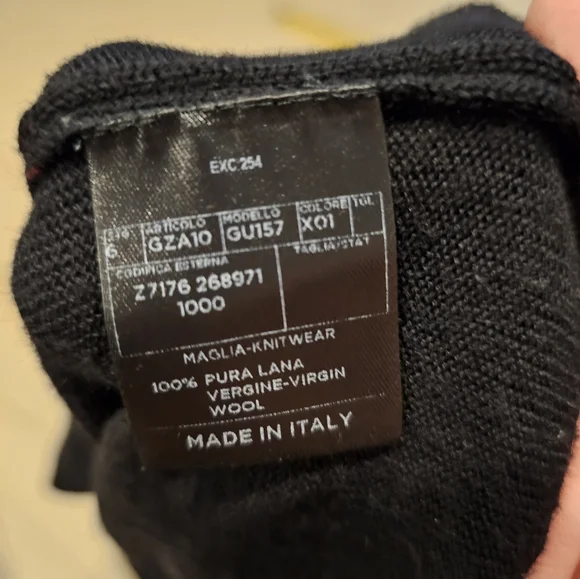 EXC 254
ARTICOLO MODELLO COLORE TGL
6 GZA10 GU157 X01
CODIFICA ESTERNA TAGLIA/STAT
Z7176 268971
1000
MAGLIA-KNITWEAR
100% PURA LANA
VERGINE-VIRGIN
WOOL
MADE IN ITALY